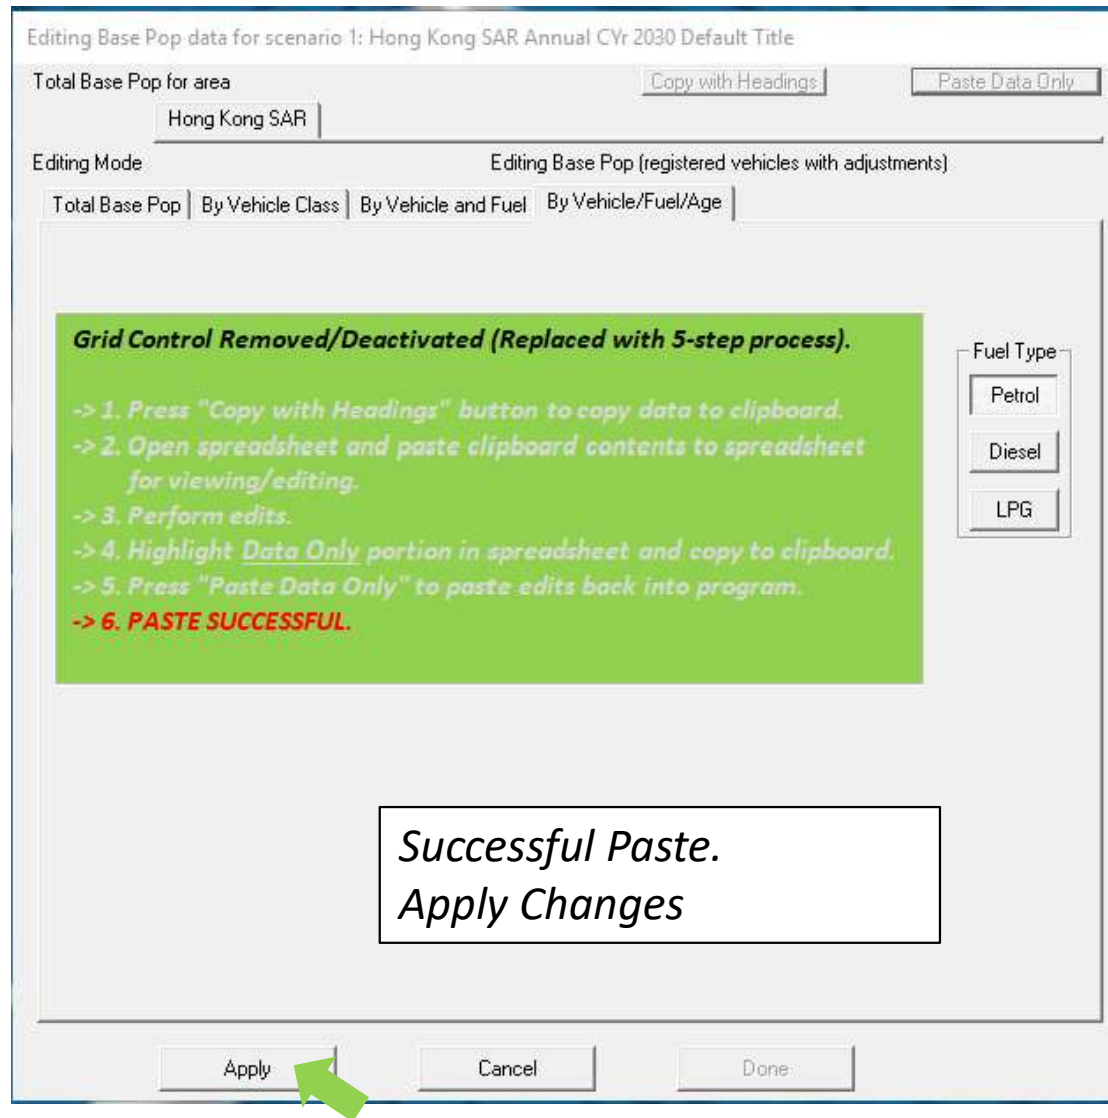 Editing Base Pop data for scenario 1: Hong Kong SAR Annual CYr 2030 Default Title
Total Base Pop for area
Copy with Headings
Paste Data Only
Hong Kong SAR
Editing Mode
Editing Base Pop (registered vehicles with adjustments)
Total Base Pop
By Vehicle Class
By Vehicle and Fuel
By Vehicle/Fuel/Age
Grid Control Removed/Deactivated (Replaced with 5-step process).
-> 1. Press "Copy with Headings" button to copy data to clipboard.
-> 2. Open spreadsheet and paste clipboard contents to spreadsheet
for viewing/editing.
-> 3. Perform edits.
-> 4. Highlight Data Only portion in spreadsheet and copy to clipboard.
-> 5. Press "Paste Data Only" to paste edits back into program.
-> 6. PASTE SUCCESSFUL.
Fuel Type
Petrol
Diesel
LPG
Successful Paste.
Apply Changes
Apply
Cancel
Done